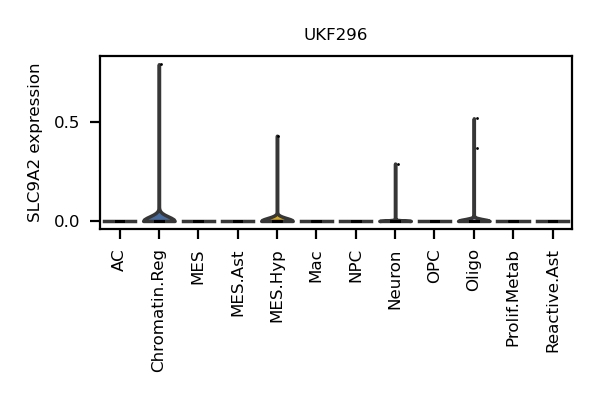 UKF296
SLC9A2 expression
0.5
0.0
AC
Chromatin.Reg
MES
MES.Ast
MES.Hyp
Mac
NPC
Neuron
OPC
Oligo
Prolif.Metab
Reactive.Ast